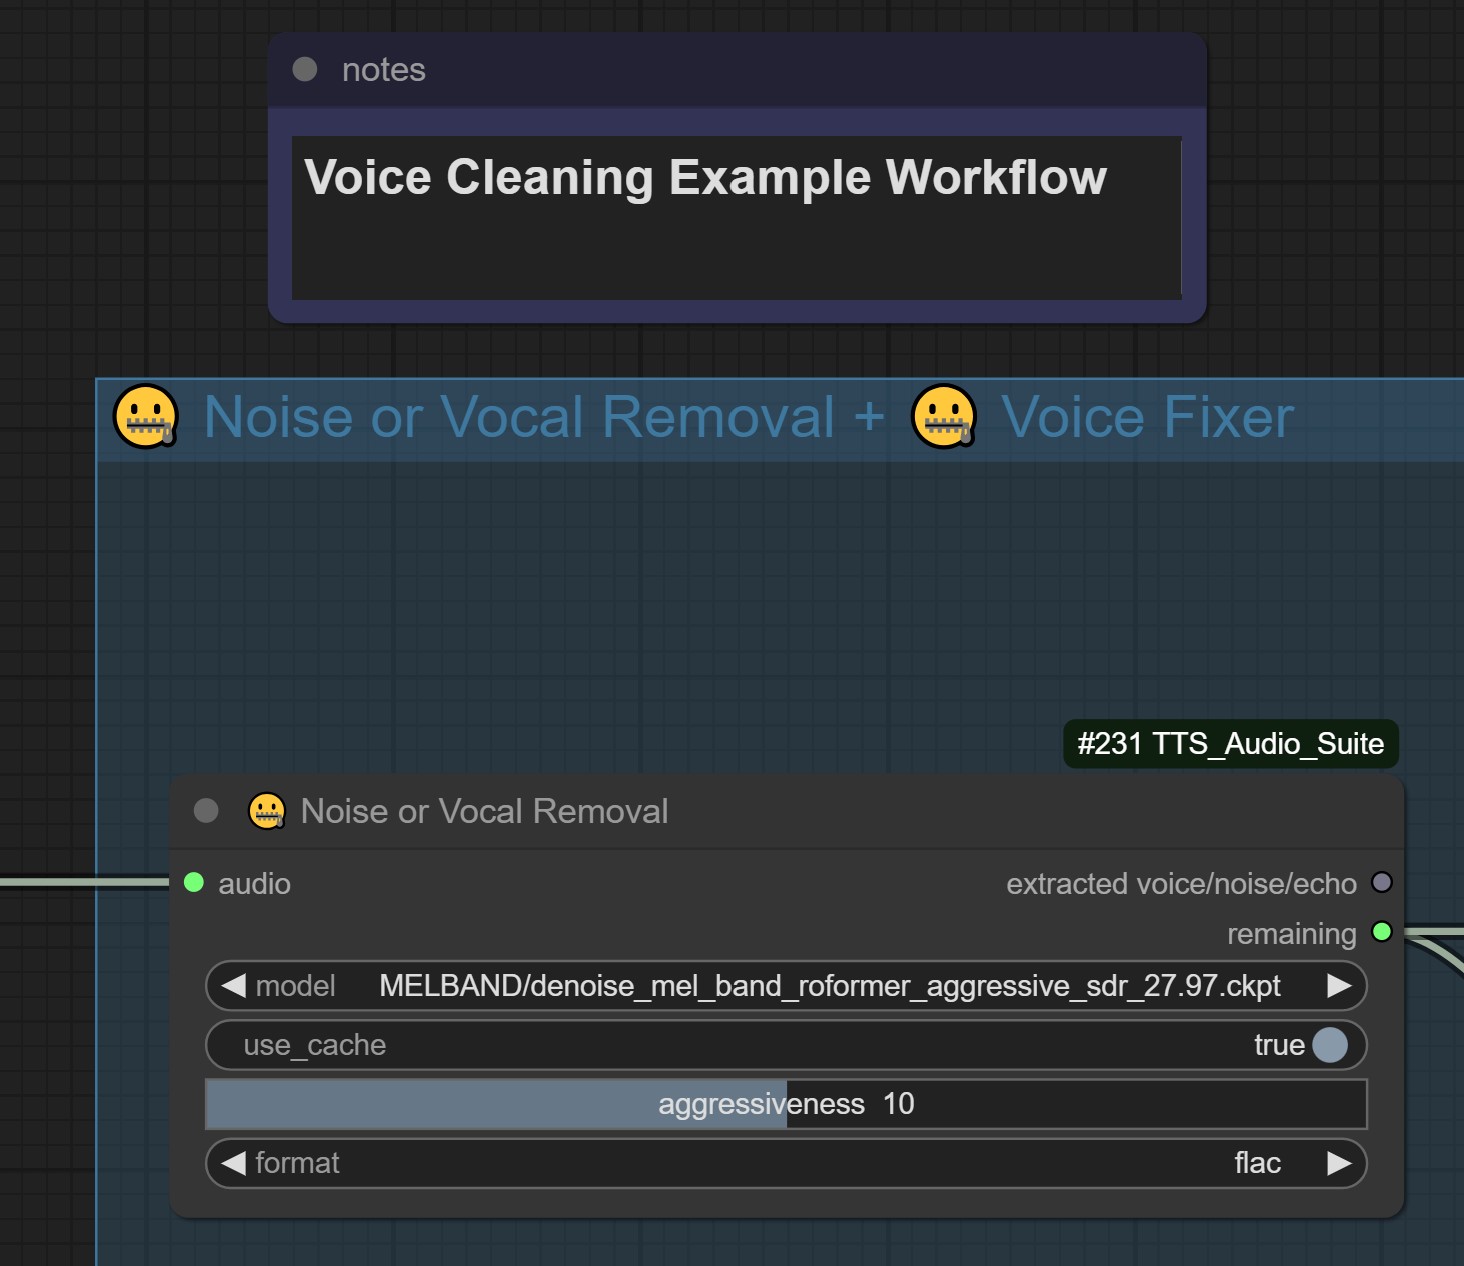 notes
Voice Cleaning Example Workflow
Noise or Vocal Removal + Voice Fixer
#231 TTS_Audio_Suite
Noise or Vocal Removal
audio
extracted voice/noise/echo
remaining
model MELBAND/denoise_mel_band_roformer_aggressive_sdr_27.97.ckpt
use_cache true
aggressiveness 10
format flac